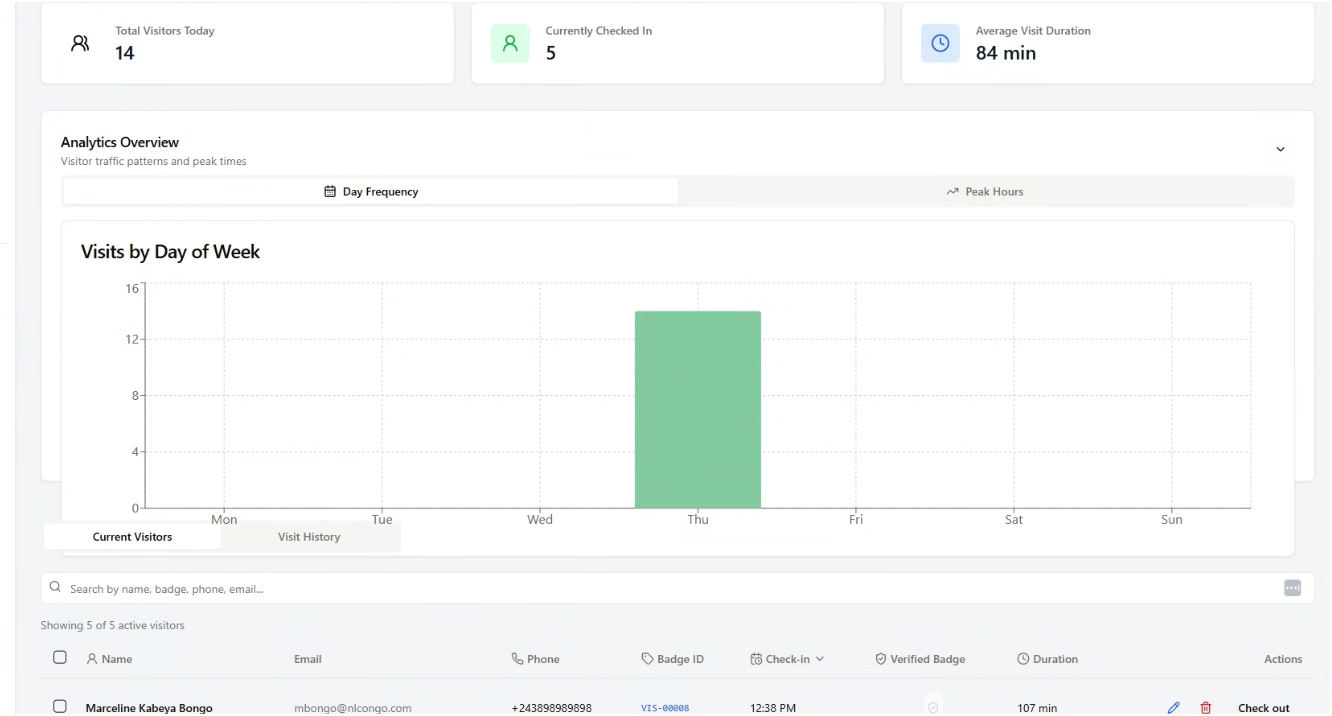 Total Visitors Today
14
Currently Checked In
5
Average Visit Duration
84 min
Analytics Overview
Visitor traffic patterns and peak times
Day Frequency
Peak Hours
Visits by Day of Week
16
12
8
4
0
Mon Tue Wed Thu Fri Sat Sun
Current Visitors
Visit History
Search by name, badge, phone, email...
Showing 5 of 5 active visitors
Name Email Phone Badge ID Check-in Verified Badge Duration Actions
Marceline Kabeya Bongo mbongo@nlcongo.com +243898989898 VIS-00008 12:38 PM 107 min Check out